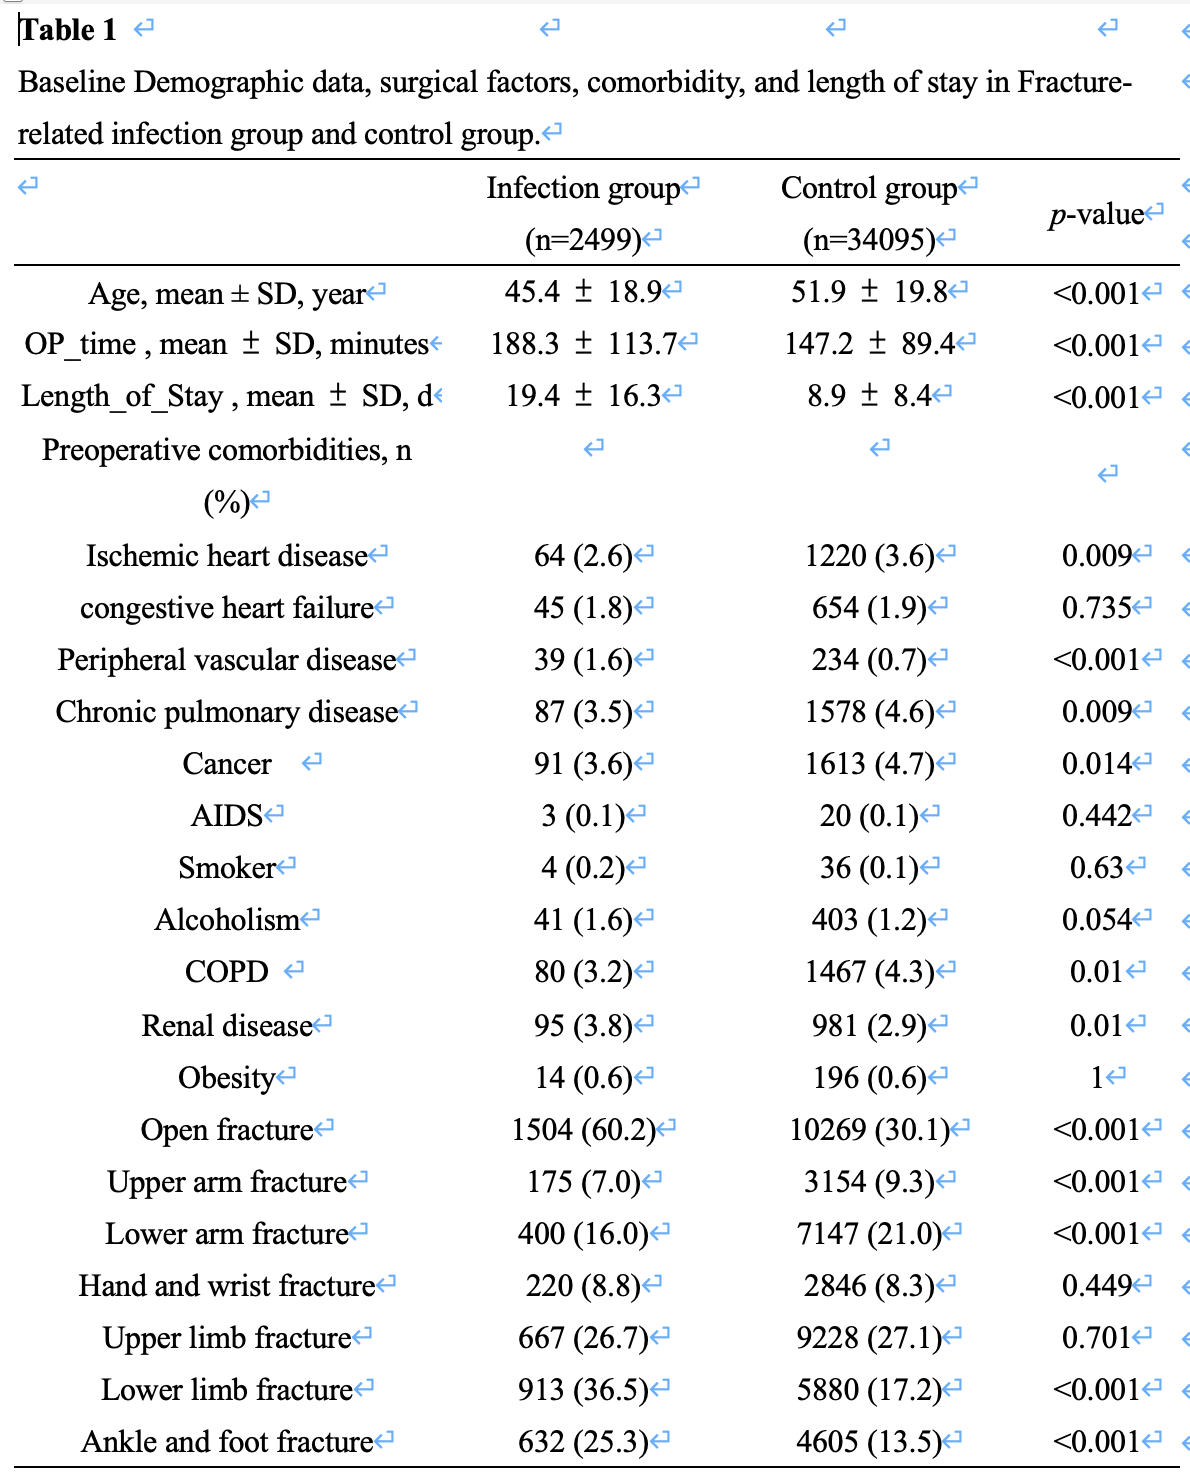 Table 1
Baseline Demographic data, surgical factors, comorbidity, and length of stay in Fracture-
related infection group and control group.
Infection group Control group p-value
(n=2499) (n=34095)
Age, mean ± SD, year 45.4 ± 18.9 51.9 ± 19.8 <0.001
OP_time , mean ± SD, minutes 188.3 ± 113.7 147.2 ± 89.4 <0.001
Length_of_Stay , mean ± SD, d 19.4 ± 16.3 8.9 ± 8.4 <0.001
Preoperative comorbidities, n
(%)
Ischemic heart disease 64 (2.6) 1220 (3.6) 0.009
congestive heart failure 45 (1.8) 654 (1.9) 0.735
Peripheral vascular disease 39 (1.6) 234 (0.7) <0.001
Chronic pulmonary disease 87 (3.5) 1578 (4.6) 0.009
Cancer 91 (3.6) 1613 (4.7) 0.014
AIDS 3 (0.1) 20 (0.1) 0.442
Smoker 4 (0.2) 36 (0.1) 0.63
Alcoholism 41 (1.6) 403 (1.2) 0.054
COPD 80 (3.2) 1467 (4.3) 0.01
Renal disease 95 (3.8) 981 (2.9) 0.01
Obesity 14 (0.6) 196 (0.6) 1
Open fracture 1504 (60.2) 10269 (30.1) <0.001
Upper arm fracture 175 (7.0) 3154 (9.3) <0.001
Lower arm fracture 400 (16.0) 7147 (21.0) <0.001
Hand and wrist fracture 220 (8.8) 2846 (8.3) 0.449
Upper limb fracture 667 (26.7) 9228 (27.1) 0.701
Lower limb fracture 913 (36.5) 5880 (17.2) <0.001
Ankle and foot fracture 632 (25.3) 4605 (13.5) <0.001